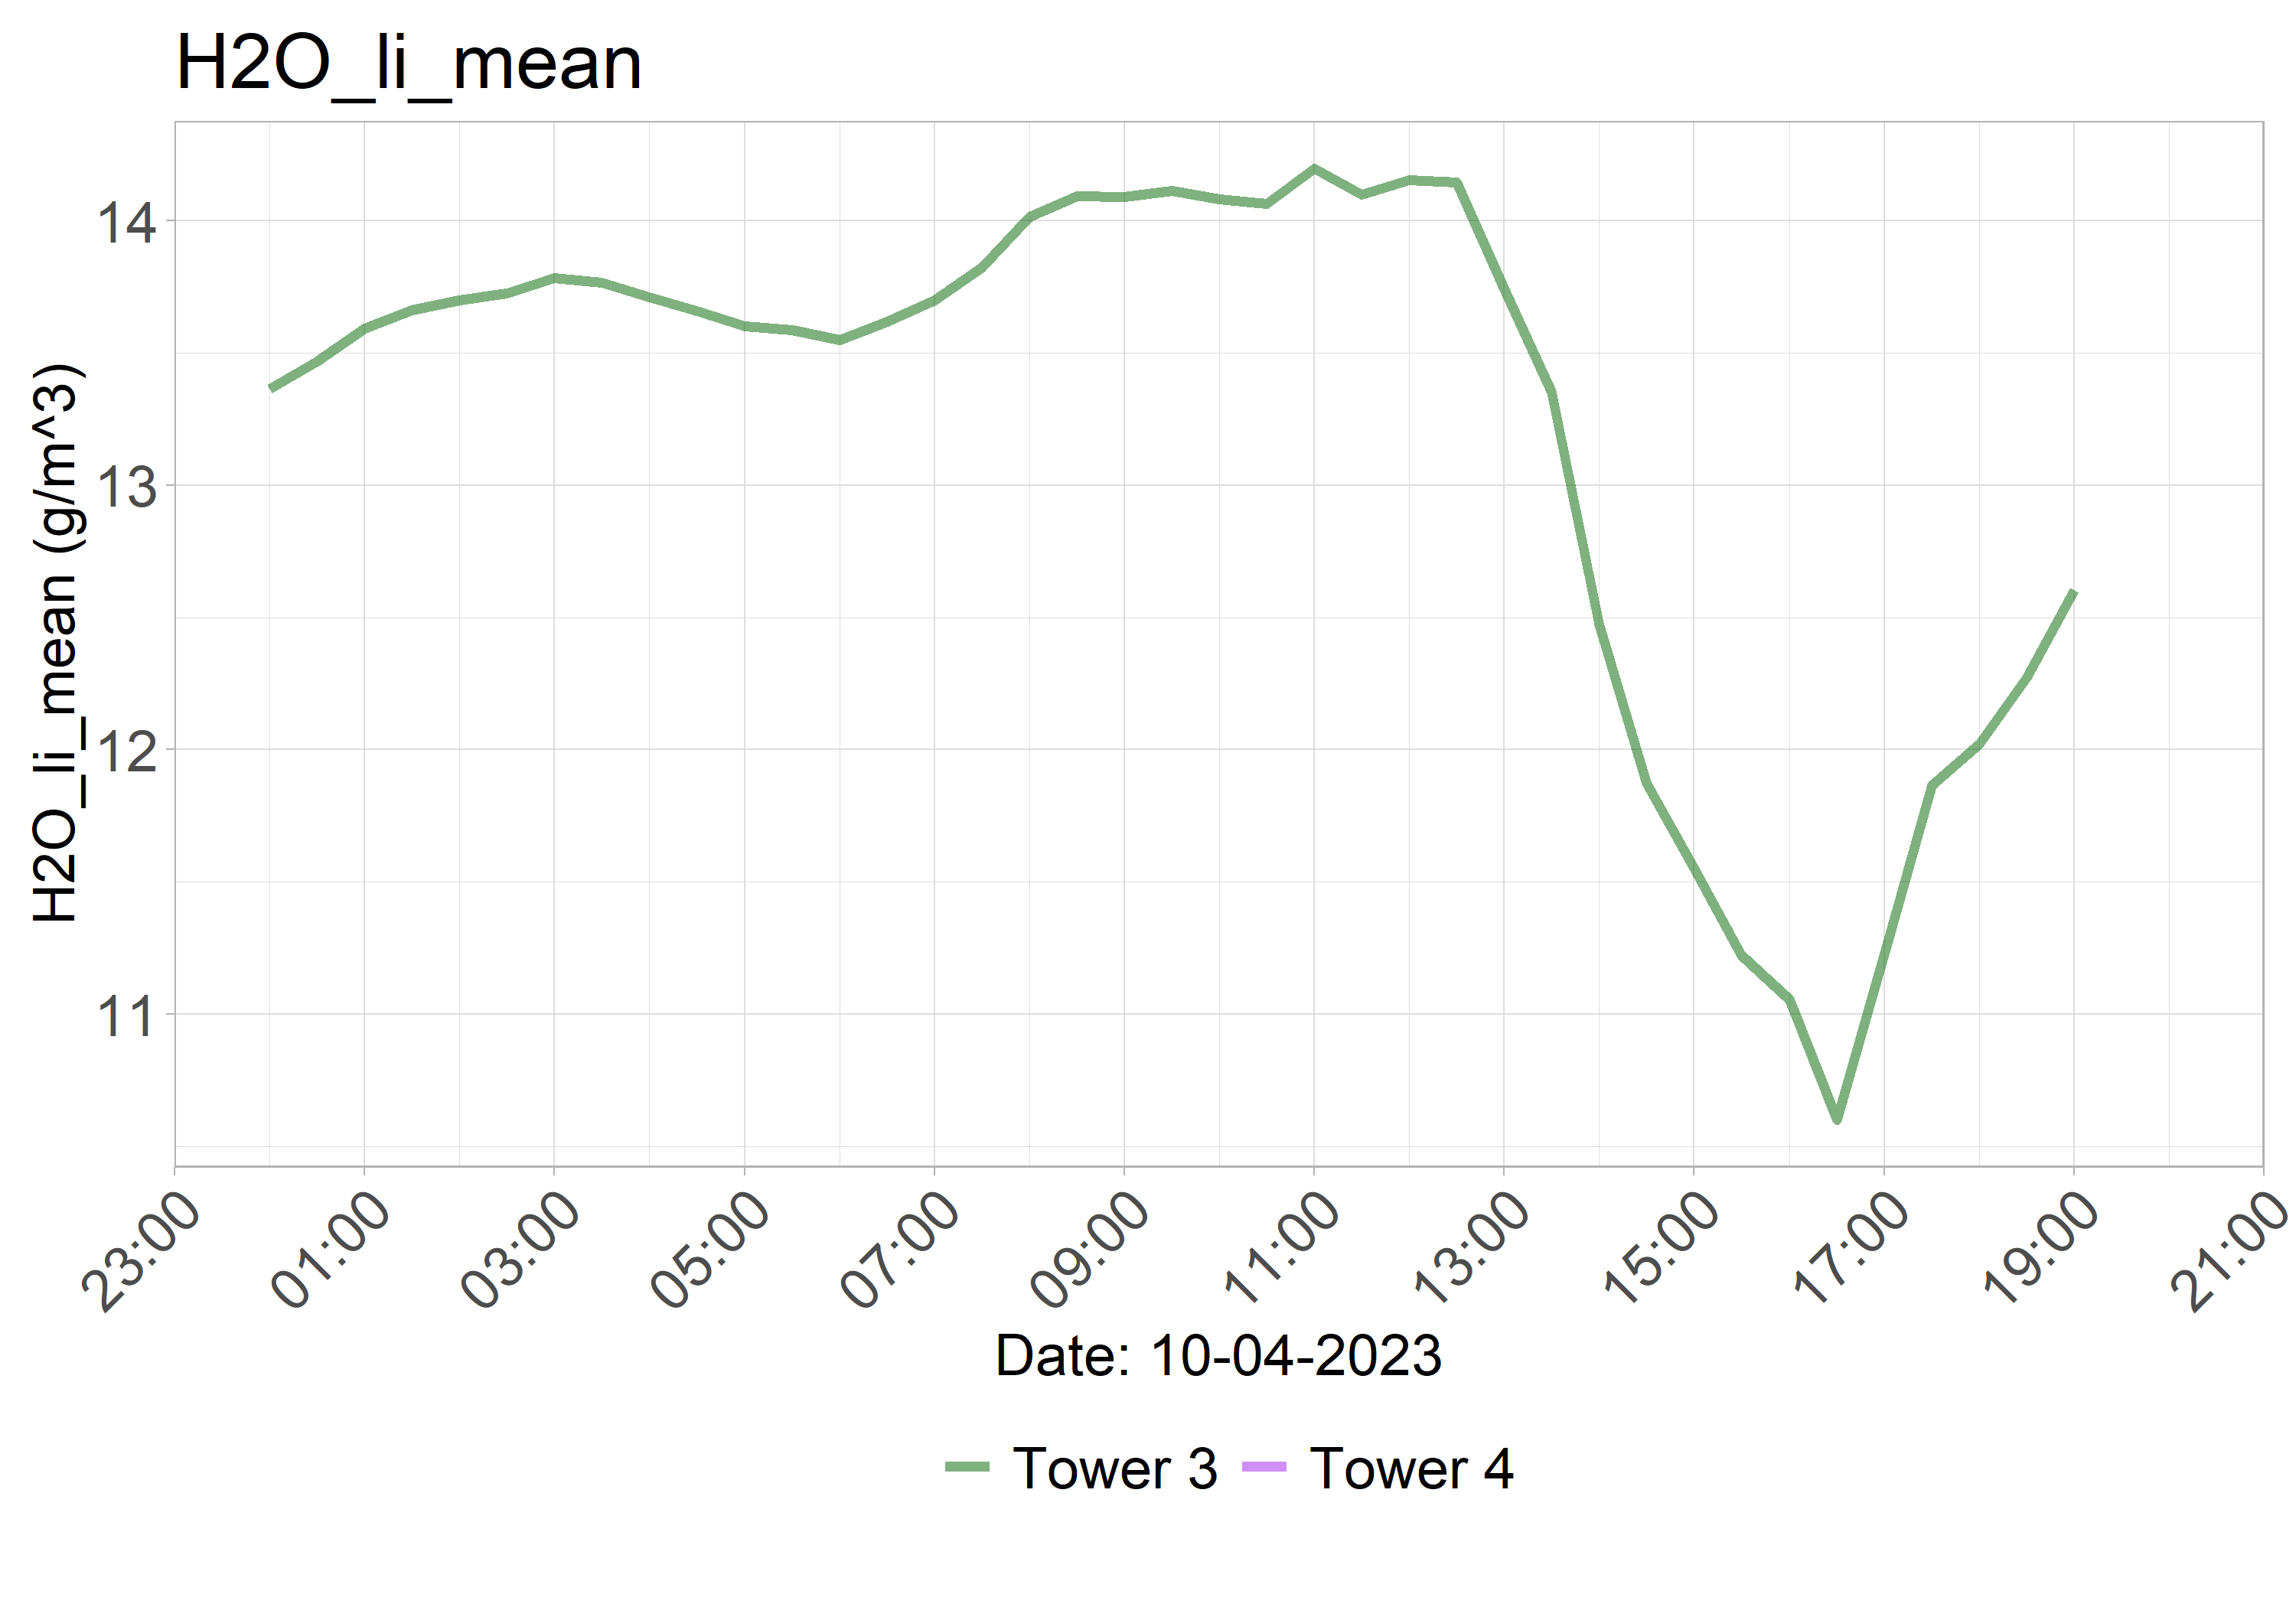 H2O_li_mean
H2O_li_mean (g/m^3)
14
13
12
11
23:00 01:00 03:00 05:00 07:00 09:00 11:00 13:00 15:00 17:00 19:00 21:00
Date: 10-04-2023
Tower 3 Tower 4